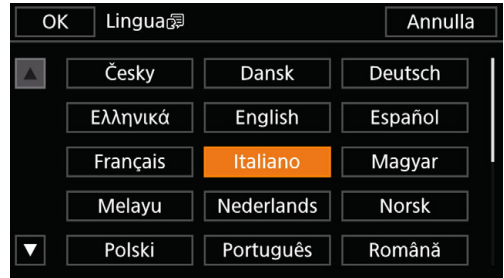 OK Lingua Annulla
Česky Dansk Deutsch
Ελληνικά English Español
Français Italiano Magyar
Melayu Nederlands Norsk
Polski Português Română